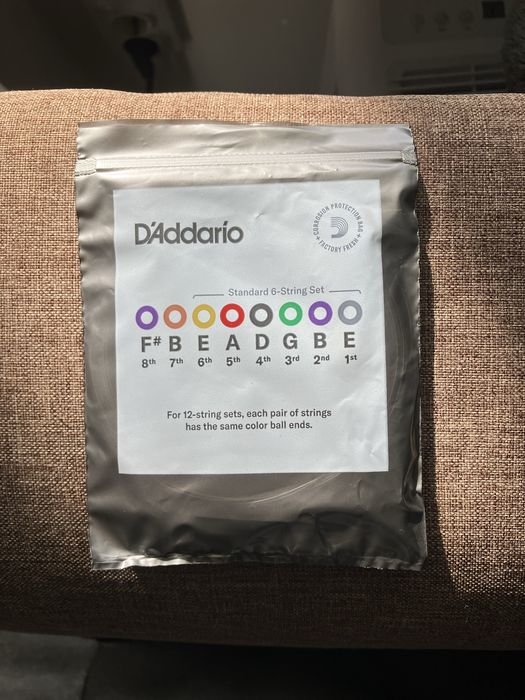 D'Addario
CORROSION PROTECTION BAG
+ FACTORY FRESH +
Standard 6-String Set
F# B E A D G B E
8th 7th 6th 5th 4th 3rd 2nd 1st
For 12-string sets, each pair of strings
has the same color ball ends.